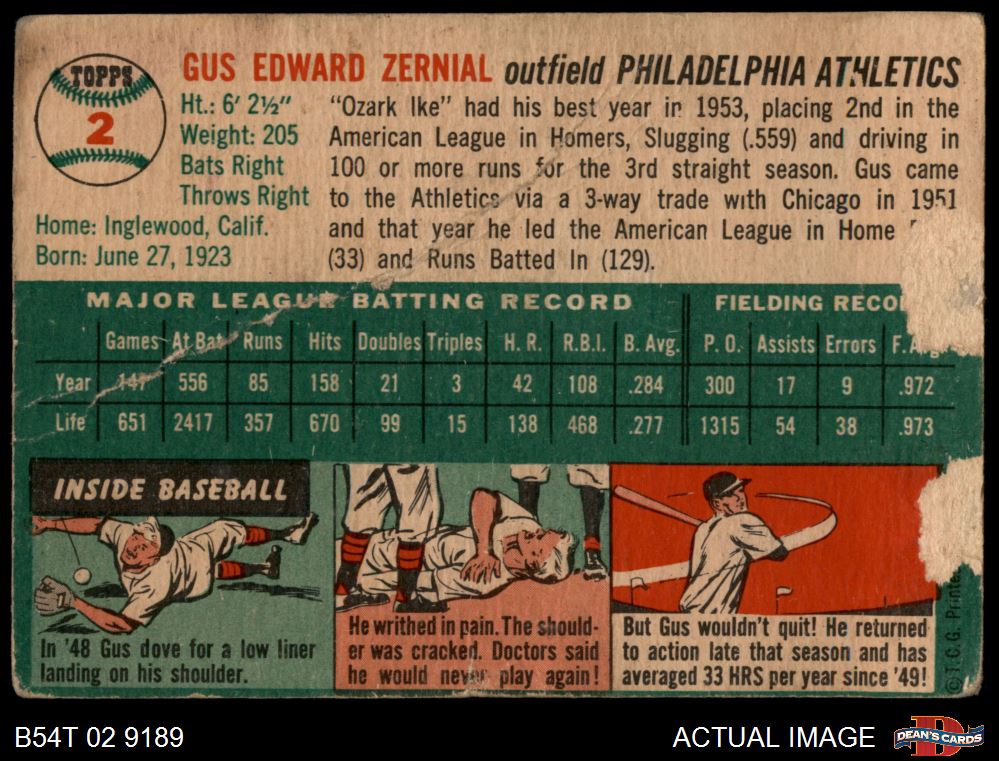 TOPPS
2
GUS EDWARD ZERNIAL outfield PHILADELPHIA ATHLETICS
Ht.: 6' 2½"
Weight: 205
Bats Right
Throws Right
Home: Inglewood, Calif.
Born: June 27, 1923
"Ozark Ike" had his best year in 1953, placing 2nd in the
American League in Homers, Slugging (.559) and driving in
100 or more runs for the 3rd straight season. Gus came
to the Athletics via a 3-way trade with Chicago in 1951
and that year he led the American League in Home
(33) and Runs Batted In (129).
MAJOR LEAGUE BATTING RECORD FIELDING RECO
Games At Bat Runs Hits Doubles Triples H. R. R.B.I. B. Avg. P. O. Assists Errors F.
Year 147 556 85 158 21 3 42 108 .284 300 17 9 .972
Life 651 2417 357 670 99 15 138 468 .277 1315 54 38 .973
INSIDE BASEBALL
In '48 Gus dove for a low liner
landing on his shoulder.
He writhed in pain. The should-
er was cracked. Doctors said
he would never play again!
But Gus wouldn't quit! He returned
to action late that season and has
averaged 33 HRS per year since '49!
© T. C. G. Printe
B54T 02 9189
ACTUAL IMAGE
DEAN'S CARDS